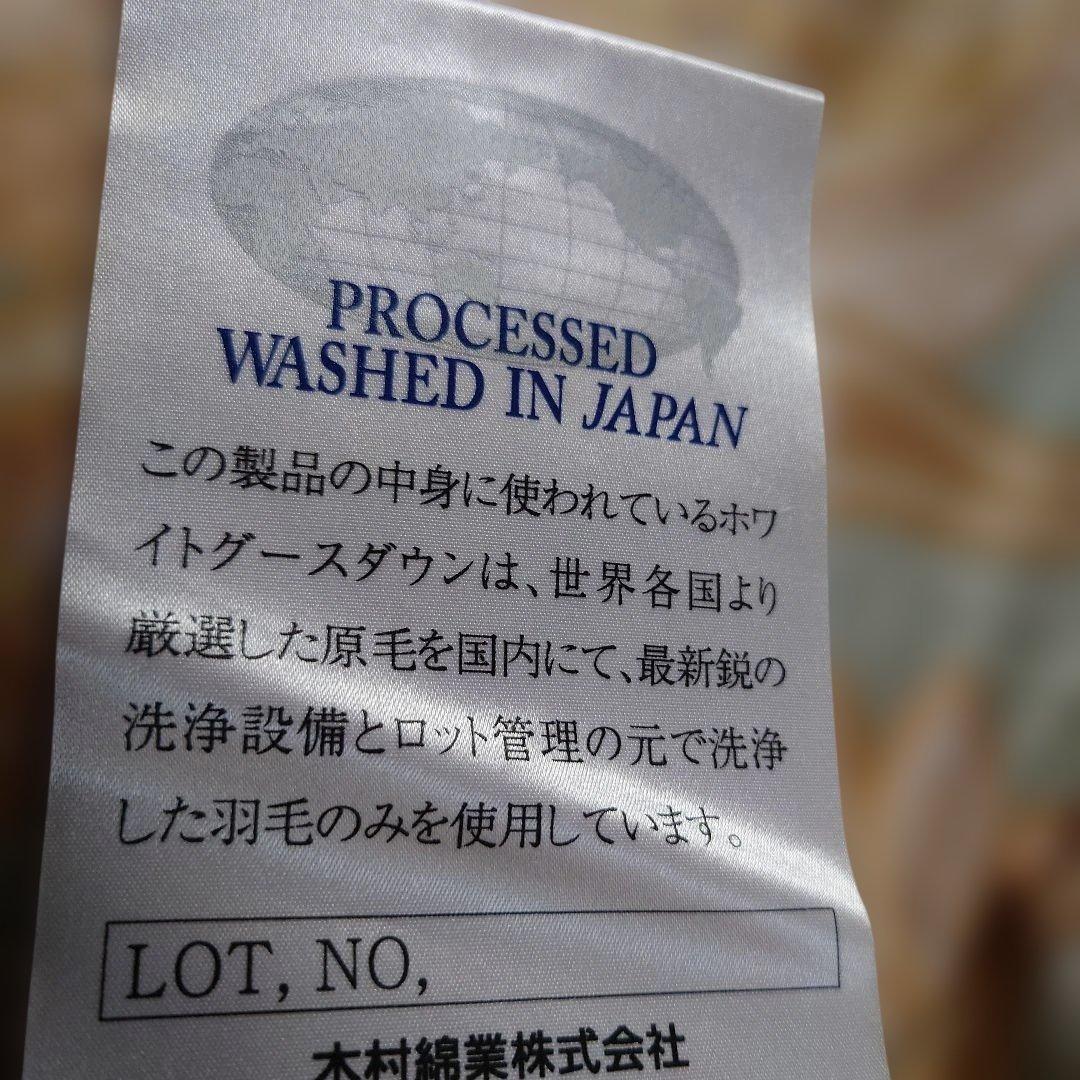 PROCESSED
WASHED IN JAPAN
この製品の中身に使われているホワ
イトグースダウンは、世界各国より
厳選した原毛を国内にて、最新鋭の
洗浄設備とロット管理の元で洗浄
した羽毛のみを使用しています。
LOT, NO,
木村綿業株式会社